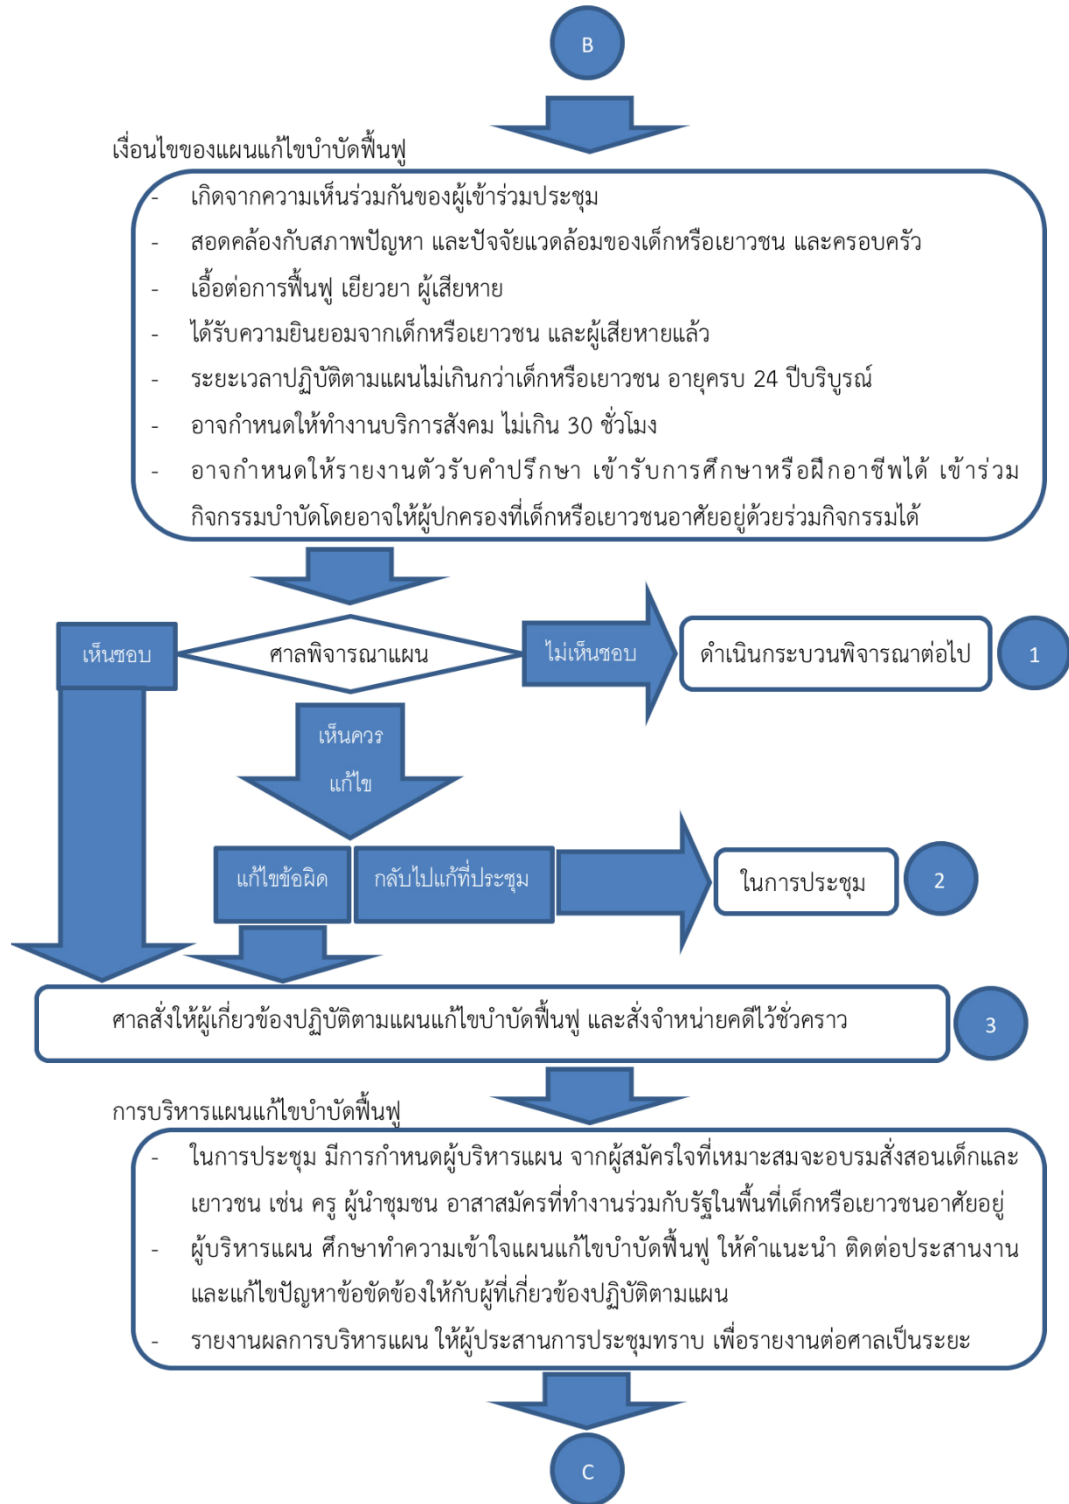 B
เงื่อนไขของแผนแก้ไขบำบัดฟื้นฟู
- เกิดจากความเห็นร่วมกันของผู้เข้าร่วมประชุม
- สอดคล้องกับสภาพปัญหา และปัจจัยแวดล้อมของเด็กหรือเยาวชน และครอบครัว
- เอื้อต่อการฟื้นฟู เยียวยา ผู้เสียหาย
- ได้รับความยินยอมจากเด็กหรือเยาวชน และผู้เสียหายแล้ว
- ระยะเวลาปฏิบัติตามแผนไม่เกินกว่าเด็กหรือเยาวชน อายุครบ 24 ปีบริบูรณ์
- อาจกำหนดให้ทำงานบริการสังคม ไม่เกิน 30 ชั่วโมง
- อาจกำหนดให้รายงานตัวรับคำปรึกษา เข้ารับการศึกษาหรือฝึกอาชีพได้ เข้าร่วม
กิจกรรมบำบัดโดยอาจให้ผู้ปกครองที่เด็กหรือเยาวชนอาศัยอยู่ด้วยร่วมกิจกรรมได้
เห็นชอบ
ศาลพิจารณาแผน
ไม่เห็นชอบ
ดำเนินกระบวนพิจารณาต่อไป
1
เห็นควร
แก้ไข
แก้ไขข้อผิด
กลับไปแก้ที่ประชุม
ในการประชุม
2
ศาลสั่งให้ผู้เกี่ยวข้องปฏิบัติตามแผนแก้ไขบำบัดฟื้นฟู และสั่งจำหน่ายคดีไว้ชั่วคราว
3
การบริหารแผนแก้ไขบำบัดฟื้นฟู
- ในการประชุม มีการกำหนดผู้บริหารแผน จากผู้สมัครใจที่เหมาะสมจะอบรมสั่งสอนเด็กและ
เยาวชน เช่น ครู ผู้นำชุมชน อาสาสมัครที่ทำงานร่วมกับรัฐในพื้นที่เด็กหรือเยาวชนอาศัยอยู่
- ผู้บริหารแผน ศึกษาทำความเข้าใจแผนแก้ไขบำบัดฟื้นฟู ให้คำแนะนำ ติดต่อประสานงาน
และแก้ไขปัญหาข้อขัดข้องให้กับผู้ที่เกี่ยวข้องปฏิบัติตามแผน
- รายงานผลการบริหารแผน ให้ผู้ประสานการประชุมทราบ เพื่อรายงานต่อศาลเป็นระยะ
C